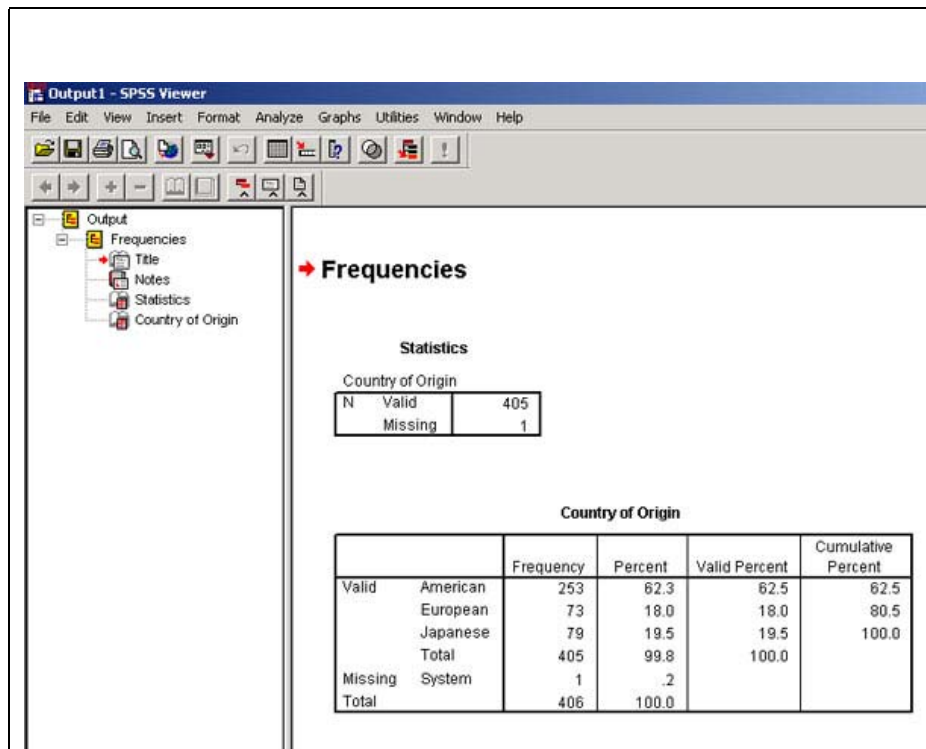 Output1 - SPSS Viewer
File Edit View Insert Format Analyze Graphs Utilities Window Help
Output
Frequencies
Title
Notes
Statistics
Country of Origin
Frequencies
Statistics
Country of Origin
N Valid 405
Missing 1
Country of Origin
Frequency Percent Valid Percent Cumulative Percent
Valid American 253 62.3 62.5 62.5
European 73 18.0 18.0 80.5
Japanese 79 19.5 19.5 100.0
Total 405 99.8 100.0
Missing System 1 .2
Total 406 100.0